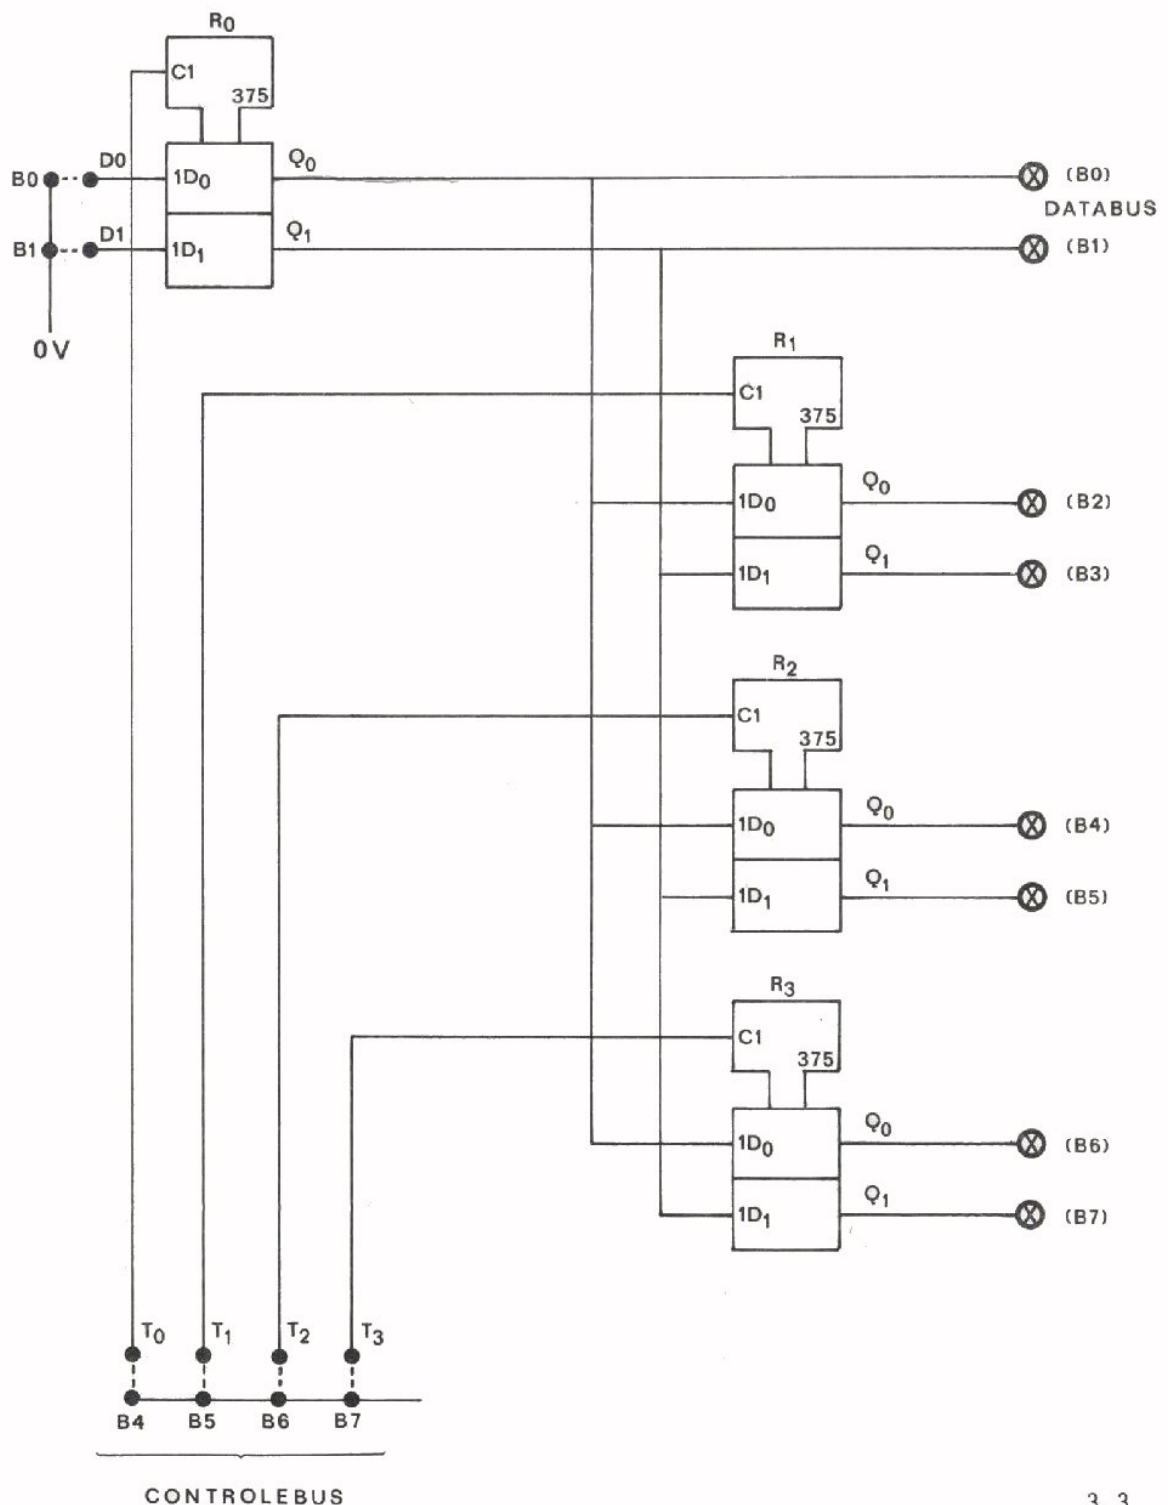 R0
C1
375
B0
D0
1D0
Q0
(B0)
DATABUS
B1
D1
1D1
Q1
(B1)
0V
R1
C1
375
1D0
Q0
(B2)
1D1
Q1
(B3)
R2
C1
375
1D0
Q0
(B4)
1D1
Q1
(B5)
R3
C1
375
1D0
Q0
(B6)
1D1
Q1
(B7)
T0 T1 T2 T3
B4 B5 B6 B7
CONTROLEBUS
3 3